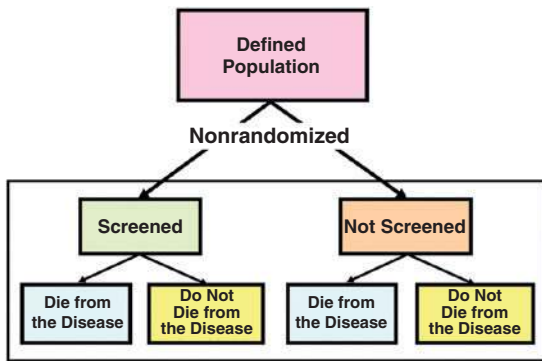 Defined
Population
Nonrandomized
Screened
Not Screened
Die from
the Disease
Do Not
Die from
the Disease
Die from
the Disease
Do Not
Die from
the Disease